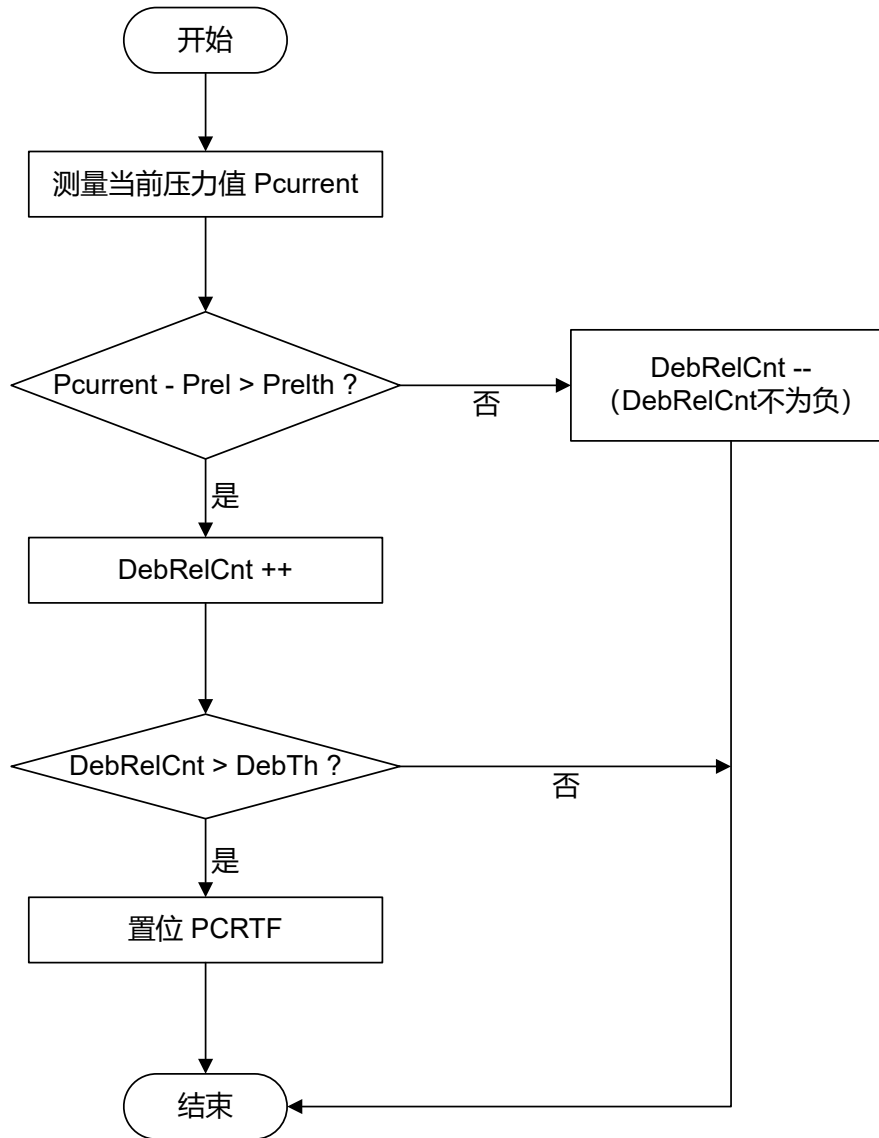 开始
测量当前压力值 Pcurrent
Pcurrent - Prel > Prelth ?
否
DebRelCnt --
（DebRelCnt不为负）
是
DebRelCnt ++
DebRelCnt > DebTh ?
否
是
置位 PCRTF
结束